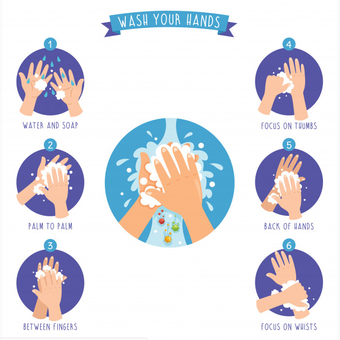 WASH YOUR HANDS
1
WATER AND SOAP
2
PALM TO PALM
3
BETWEEN FINGERS
4
FOCUS ON THUMBS
5
BACK OF HANDS
6
FOCUS ON WHISTS